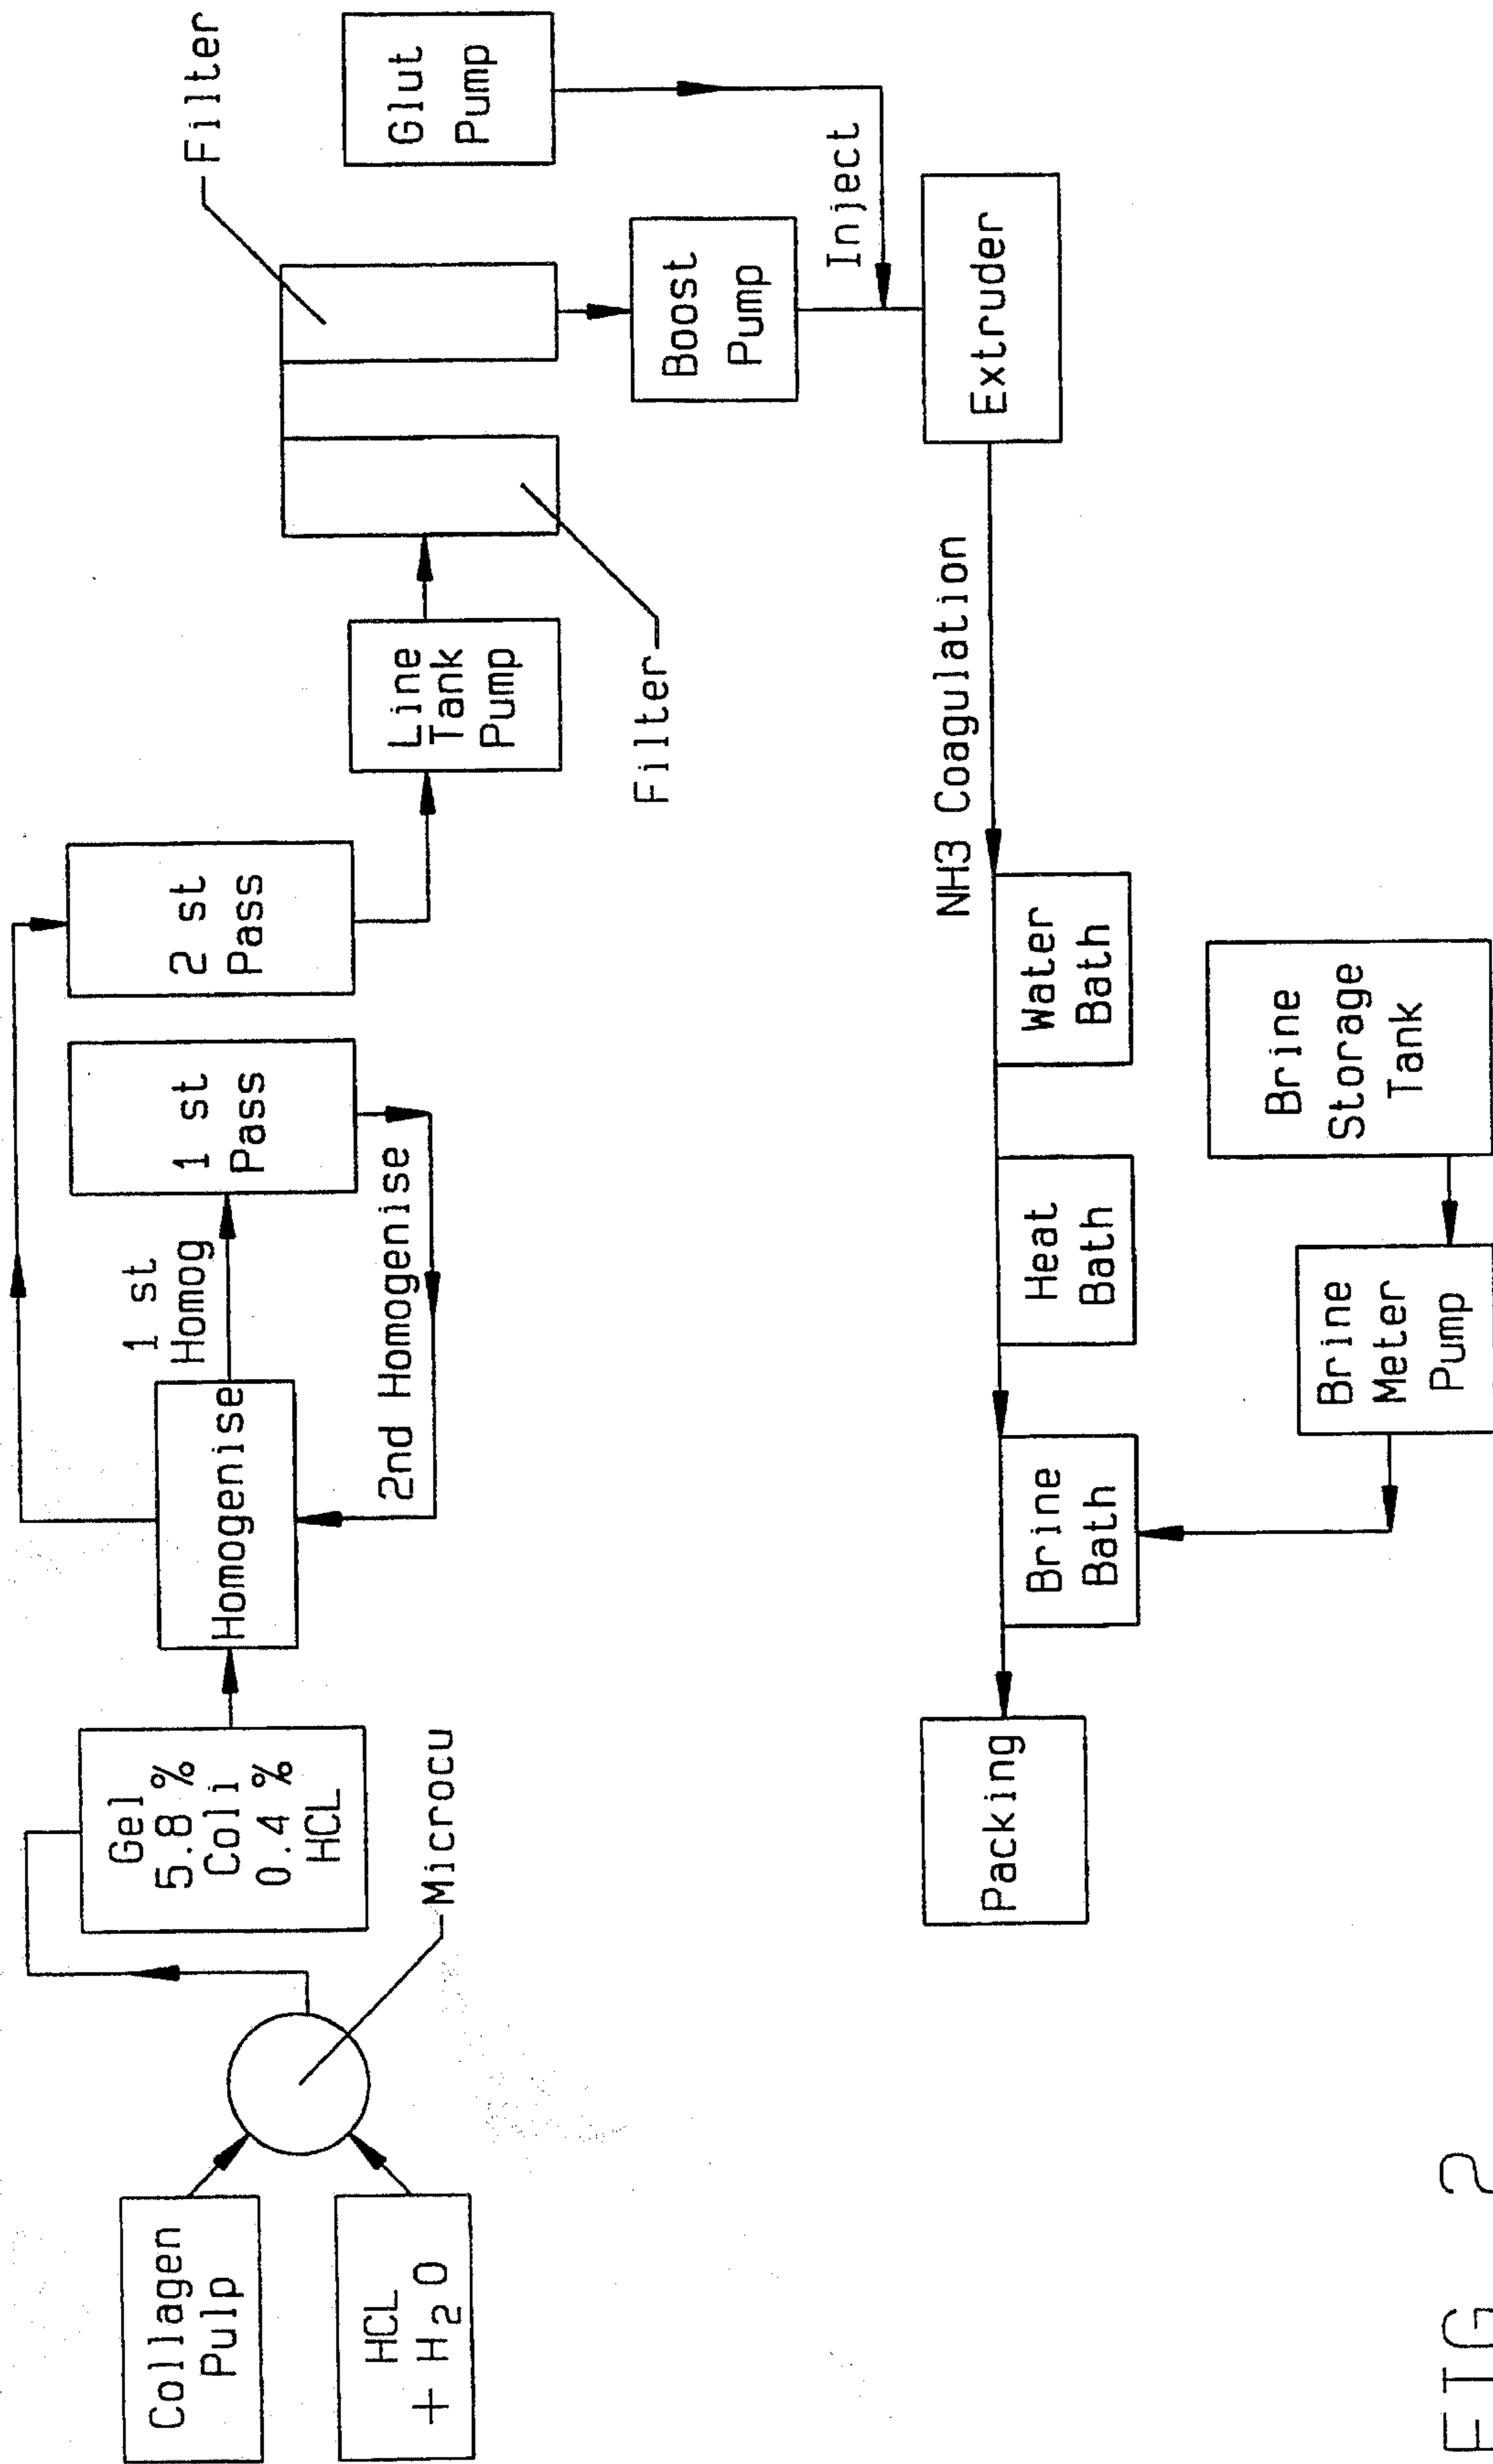 Collagen
Pulp
HCL
+ H₂O
Microcu
Gel
5.8 %
Coli
0.4 %
HCL
Homogenise
1 st
Homog
2nd Homogenise
1 st
Pass
2 st
Pass
Line
Tank
Pump
Filter
Filter
Boost
Pump
Glut
Pump
Inject
Extruder
NH3 Coagulation
Water
Bath
Heat
Bath
Brine
Bath
Packing
Brine
Storage
Tank
Brine
Meter
Pump
FIG 2